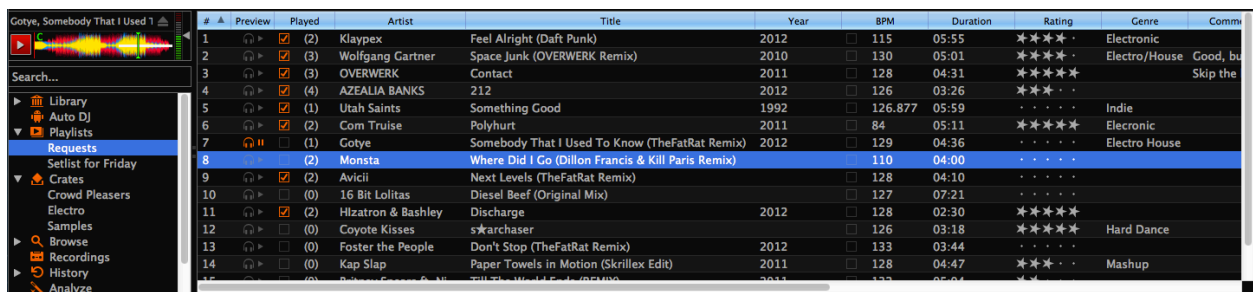 Gotye, Somebody That I Used T
C
Search...
Library
Auto DJ
Playlists
Requests
Setlist for Friday
Crates
Crowd Pleasers
Electro
Samples
Browse
Recordings
History
Analyze
# Preview Played Artist Title Year BPM Duration Rating Genre Comme
1 (2) Klaypex Feel Alright (Daft Punk) 2012 115 05:55 Electronic
2 (3) Wolfgang Gartner Space Junk (OVERWERK Remix) 2010 130 05:01 Electro/House Good, bu
3 (3) OVERWERK Contact 2011 128 04:31 Skip the
4 (4) AZEALIA BANKS 212 2012 126 03:26
5 (1) Utah Saints Something Good 1992 126.877 05:59 Indie
6 (2) Com Truise Polyhurt 2011 84 05:11 Elecronic
7 (1) Gotye Somebody That I Used To Know (TheFatRat Remix) 2012 129 04:36 Electro House
8 (2) Monsta Where Did I Go (Dillon Francis & Kill Paris Remix) 110 04:00
9 (2) Avicii Next Levels (TheFatRat Remix) 128 04:10
10 (0) 16 Bit Lolitas Diesel Beef (Original Mix) 127 07:21
11 (2) HIzatron & Bashley Discharge 2012 128 02:30
12 (0) Coyote Kisses s★archaser 126 03:18 Hard Dance
13 (0) Foster the People Don't Stop (TheFatRat Remix) 2012 133 03:44
14 (0) Kap Slap Paper Towels in Motion (Skrillex Edit) 2011 128 04:47 Mashup